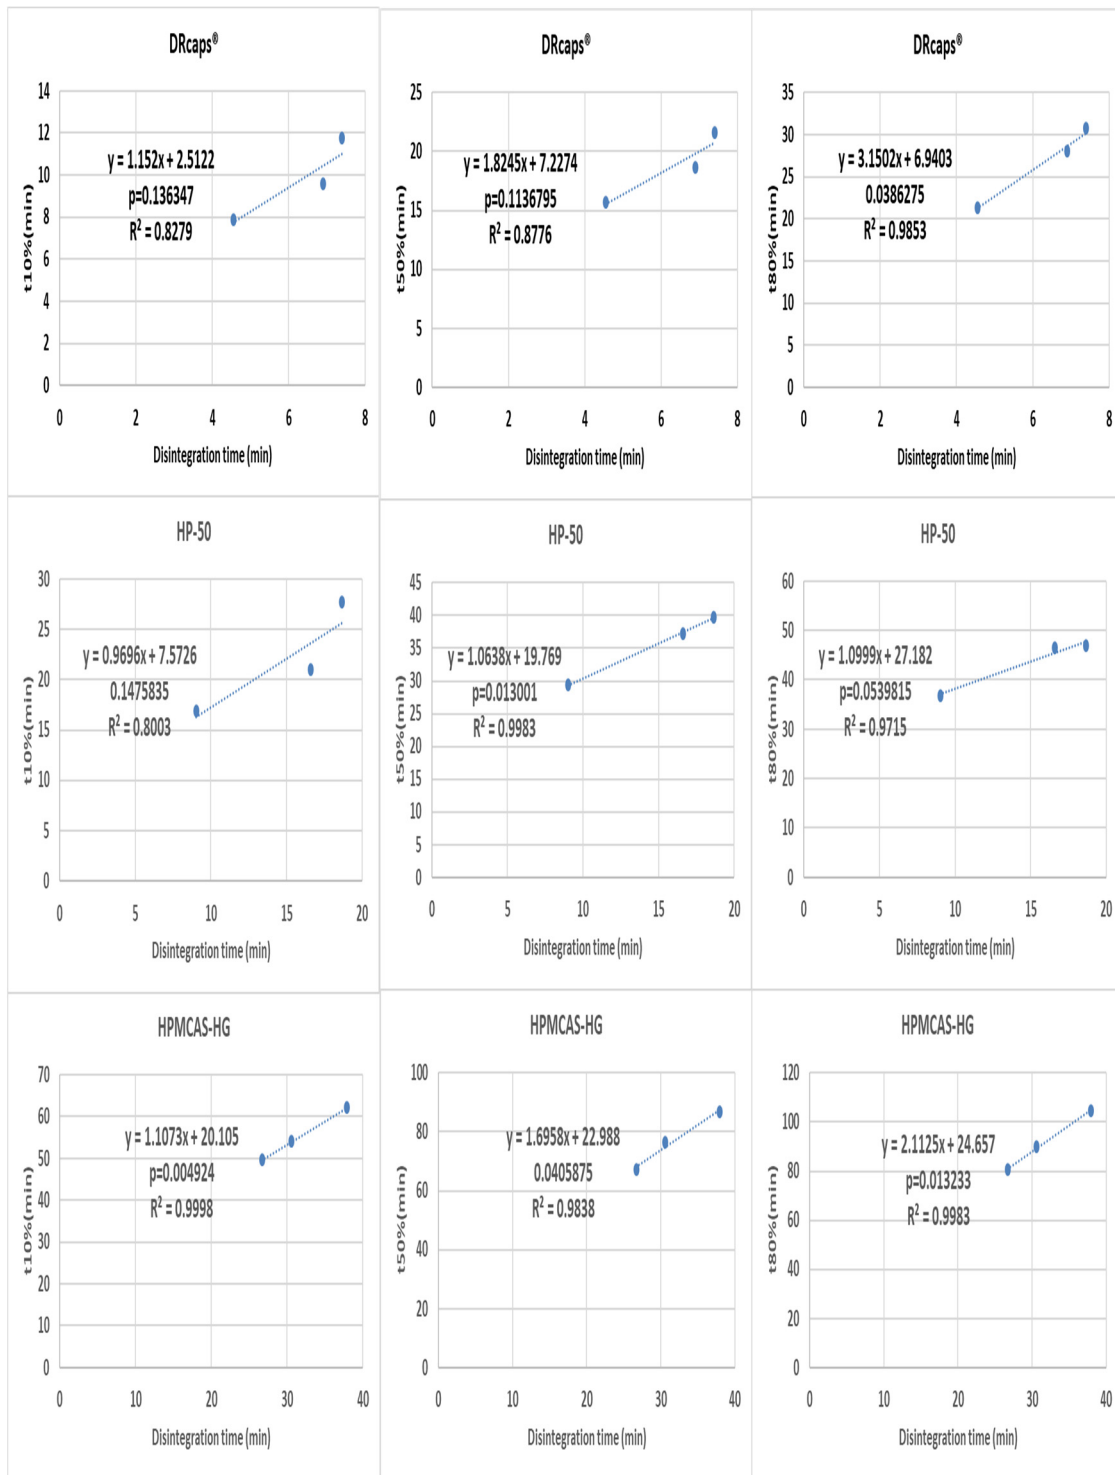 DRcaps®
14
12
10
8
6
4
2
0
t10%(min)
y = 1.152x + 2.5122
p=0.136347
R² = 0.8279
0 2 4 6 8
Disintegration time (min)
DRcaps®
25
20
15
10
5
0
t50%(min)
y = 1.8245x + 7.2274
p=0.1136795
R² = 0.8776
0 2 4 6 8
Disintegration time (min)
DRcaps®
35
30
25
20
15
10
5
0
t80%(min)
y = 3.1502x + 6.9403
0.0386275
R² = 0.9853
0 2 4 6 8
Disintegration time (min)
HP-50
30
25
20
15
10
5
0
t10%(min)
y = 0.9696x + 7.5726
0.1475835
R² = 0.8003
0 5 10 15 20
Disintegration time (min)
HP-50
45
40
35
30
25
20
15
10
5
0
t50%(min)
y = 1.0638x + 19.769
p=0.013001
R² = 0.9983
0 5 10 15 20
Disintegration time (min)
HP-50
60
50
40
30
20
10
0
t80%(min)
y = 1.0999x + 27.182
p=0.0539815
R² = 0.9715
0 5 10 15 20
Disintegration time (min)
HPMCAS-HG
70
60
50
40
30
20
10
0
t10%(min)
y = 1.1073x + 20.105
p=0.004924
R² = 0.9998
0 10 20 30 40
Disintegration time (min)
HPMCAS-HG
100
80
60
40
20
0
t50%(min)
y = 1.6958x + 22.988
0.0405875
R² = 0.9838
0 10 20 30 40
Disintegration time (min)
HPMCAS-HG
120
100
80
60
40
20
0
t80%(min)
y = 2.1125x + 24.657
p=0.013233
R² = 0.9983
0 10 20 30 40
Disintegration time (min)